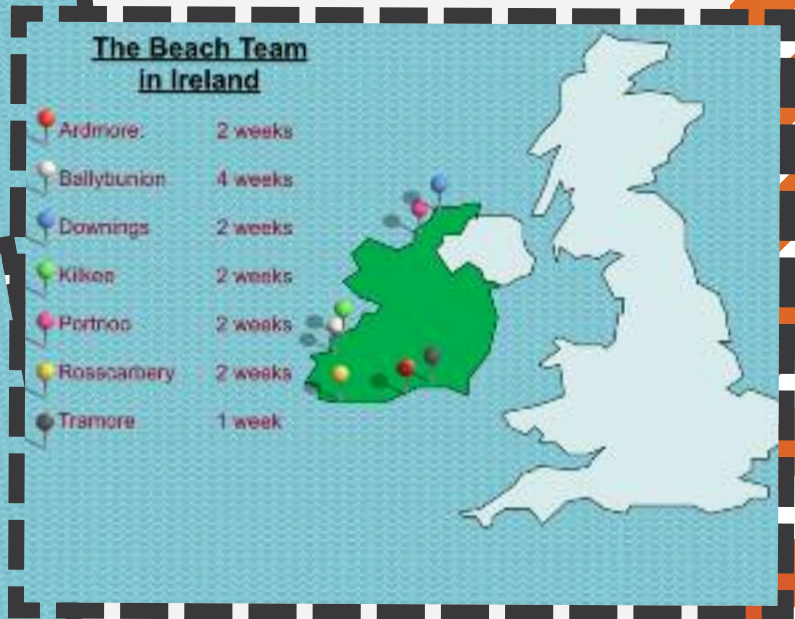 The Beach Team
in Ireland
Ardmore: 2 weeks
Ballybunion 4 weeks
Downings 2 weeks
Kilkee 2 weeks
Portnoo 2 weeks
Rosscarbery 2 weeks
Tramore 1 week